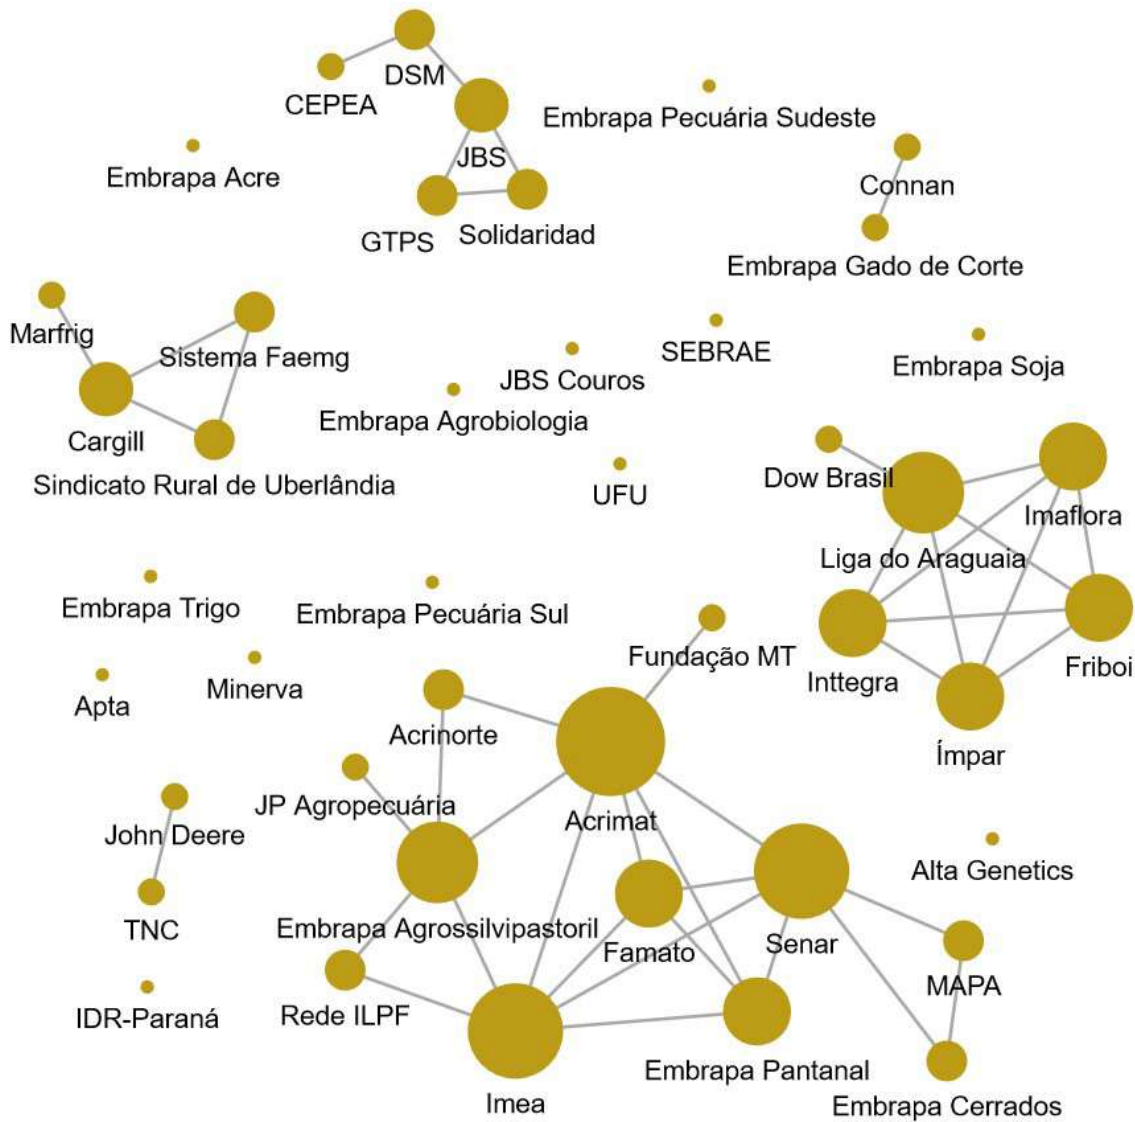 DSM
CEPEA
Embrapa Pecuária Sudeste
JBS
Embrapa Acre
Connan
GTPS
Solidaridad
Embrapa Gado de Corte
Marfrig
Sistema Faemg
SEBRAE
Embrapa Soja
JBS Couros
Embrapa Agrobiologia
Cargill
Sindicato Rural de Uberlândia
UFU
Dow Brasil
Imaflora
Liga do Araguaia
Embrapa Trigo
Embrapa Pecuária Sul
Fundação MT
Friboi
Inttegra
Minerva
Apta
Acrinorte
Ímpar
JP Agropecuária
Acrimat
John Deere
Alta Genetics
TNC
Embrapa Agrossilvipastoril
Famato
Senar
MAPA
IDR-Paraná
Rede ILPF
Embrapa Pantanal
Imea
Embrapa Cerrados